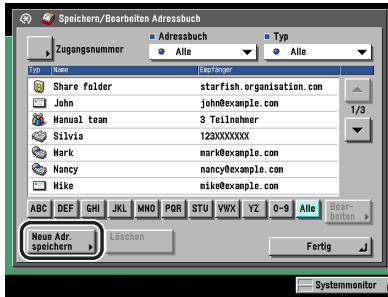 Speichern/Bearbeiten Adressbuch
Zugangsnummer
Adressbuch
Alle
Typ
Alle
Typ Name Empfänger
Share folder starfish.organisation.com
John john@example.com
Manual team 3 Teilnehmer
Silvia 123XXXXXXX
Mark mark@example.com
Nancy nancy@example.com
Mike mike@example.com
1/3
ABC DEF GHI JKL MNO PQR STU VWX YZ 0-9 Alle Bear-
beiten
Neue Adr.
speichern
Löschen
Fertig
Systemmonitor